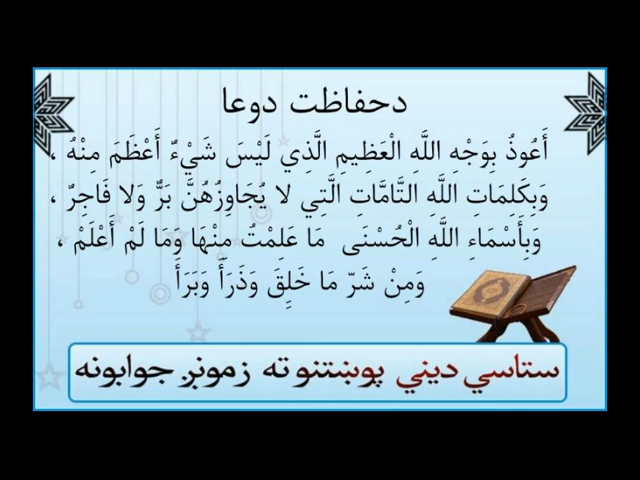 دحفاظت دوعا
أَعُوذُ بِوَجْهِ اللَّهِ الْعَظِيمِ الَّذِي لَيْسَ شَيْءٌ أَعْظَمَ مِنْهُ ،
وَبِكَلِمَاتِ اللَّهِ التَّامَّاتِ الَّتِي لا يُجَاوِزُهُنَّ بَرٌّ وَلا فَاجِرٌ ،
وَبِأَسْمَاءِ اللَّهِ الْحُسْنَى مَا عَلِمْتُ مِنْهَا وَمَا لَمْ أَعْلَمْ ،
وَمِنْ شَرّ مَا خَلِقَ وَذَرَأَ وَبَرَأَ
ستاسي ديني پوښتنو ته زمونږ جوابونه